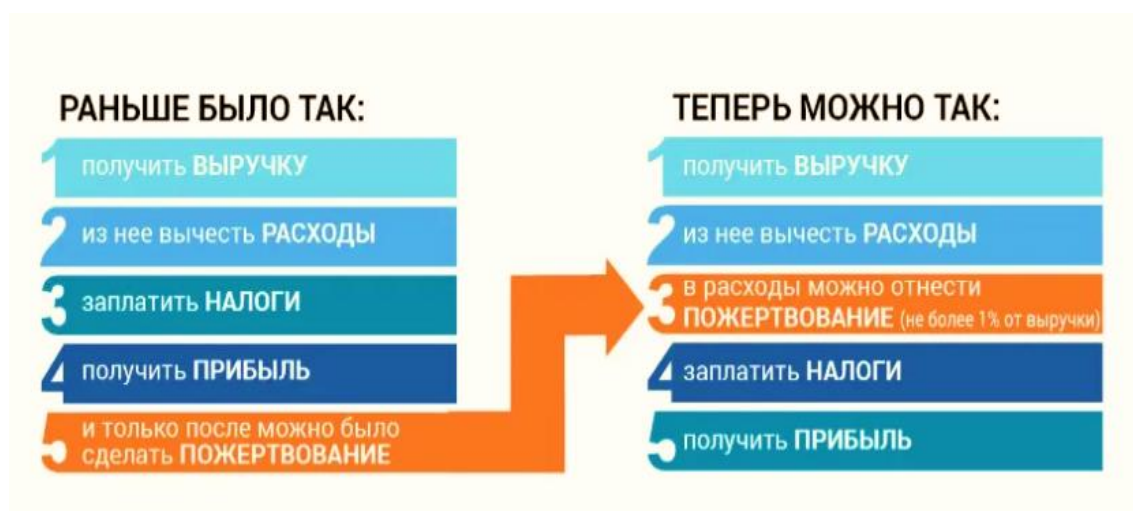 РАНЬШЕ БЫЛО ТАК:
1 получить ВЫРУЧКУ
2 из нее вычесть РАСХОДЫ
3 заплатить НАЛОГИ
4 получить ПРИБЫЛЬ
5 и только после можно было
сделать ПОЖЕРТВОВАНИЕ
ТЕПЕРЬ МОЖНО ТАК:
1 получить ВЫРУЧКУ
2 из нее вычесть РАСХОДЫ
3 в расходы можно отнести
ПОЖЕРТВОВАНИЕ (не более 1% от выручки)
4 заплатить НАЛОГИ
5 получить ПРИБЫЛЬ